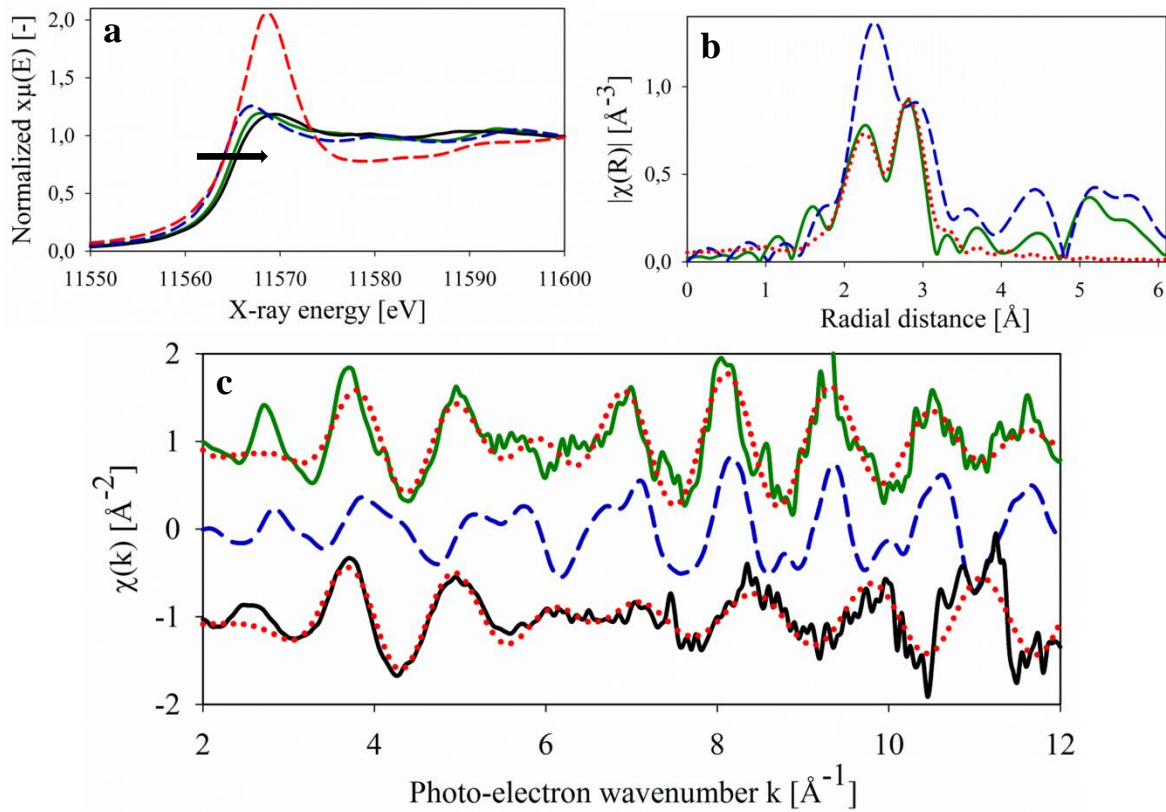 a
Normalized xμ(E) [-]
2,0
1,5
1,0
0,5
0,0
11550 11560 11570 11580 11590 11600
X-ray energy [eV]
b
|χ(R)| [Å⁻³]
1,0
0,5
0,0
0 1 2 3 4 5 6
Radial distance [Å]
c
χ(k) [Å⁻²]
2
1
0
-1
-2
2 4 6 8 10 12
Photo-electron wavenumber k [Å⁻¹]